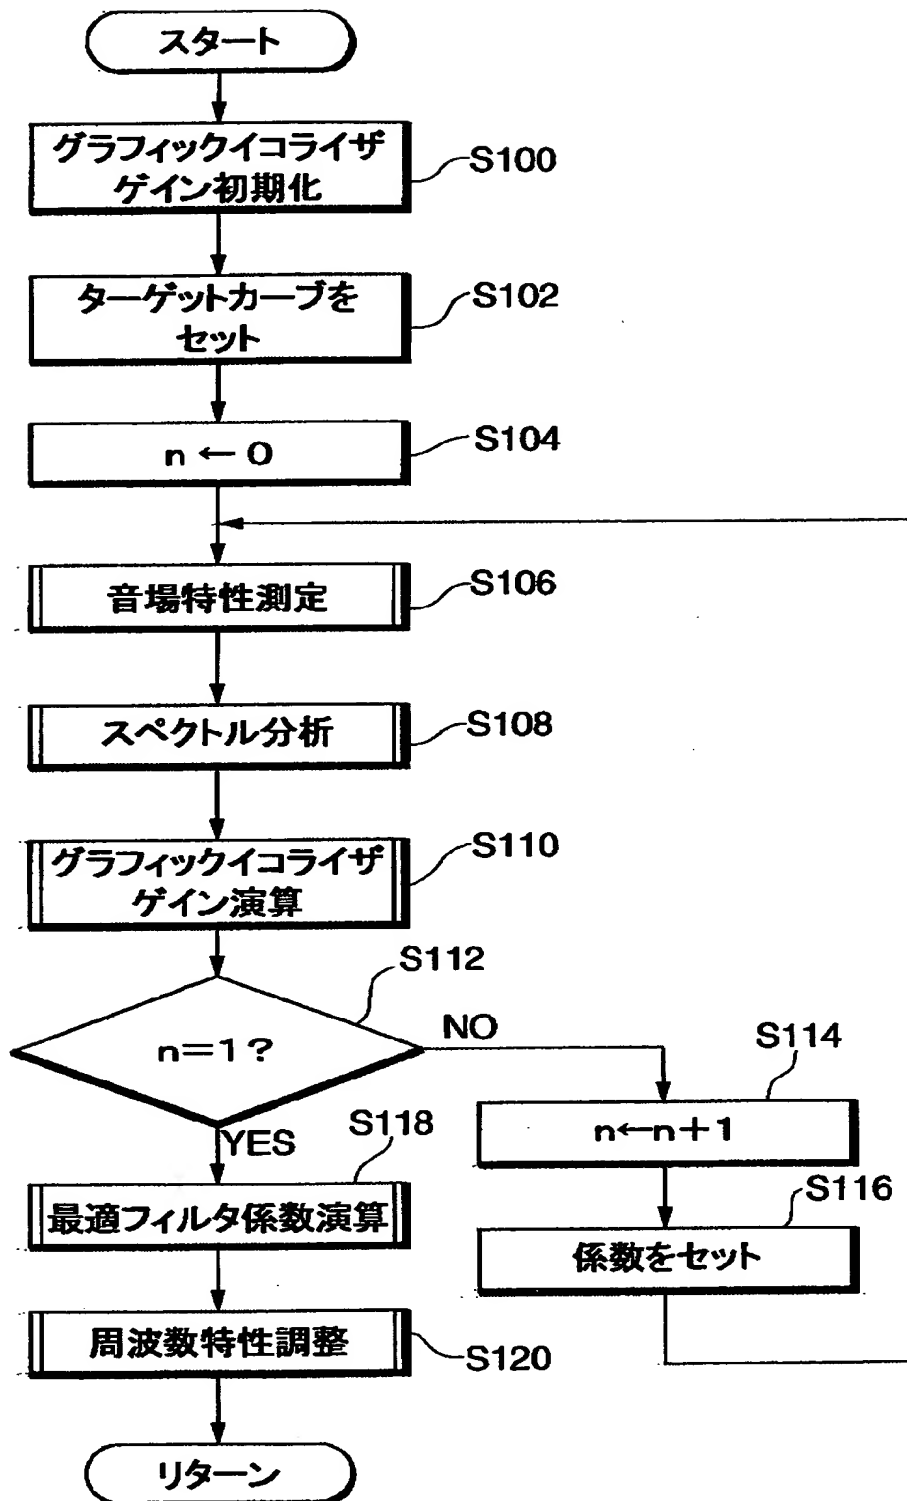 スタート
グラフィックイコライザ
ゲイン初期化
S100
ターゲットカーブを
セット
S102
n ← 0
S104
音場特性測定
S106
スペクトル分析
S108
グラフィックイコライザ
ゲイン演算
S110
n=1?
S112
NO
YES
n←n+1
S114
係数をセット
S116
最適フィルタ係数演算
S118
周波数特性調整
S120
リターン